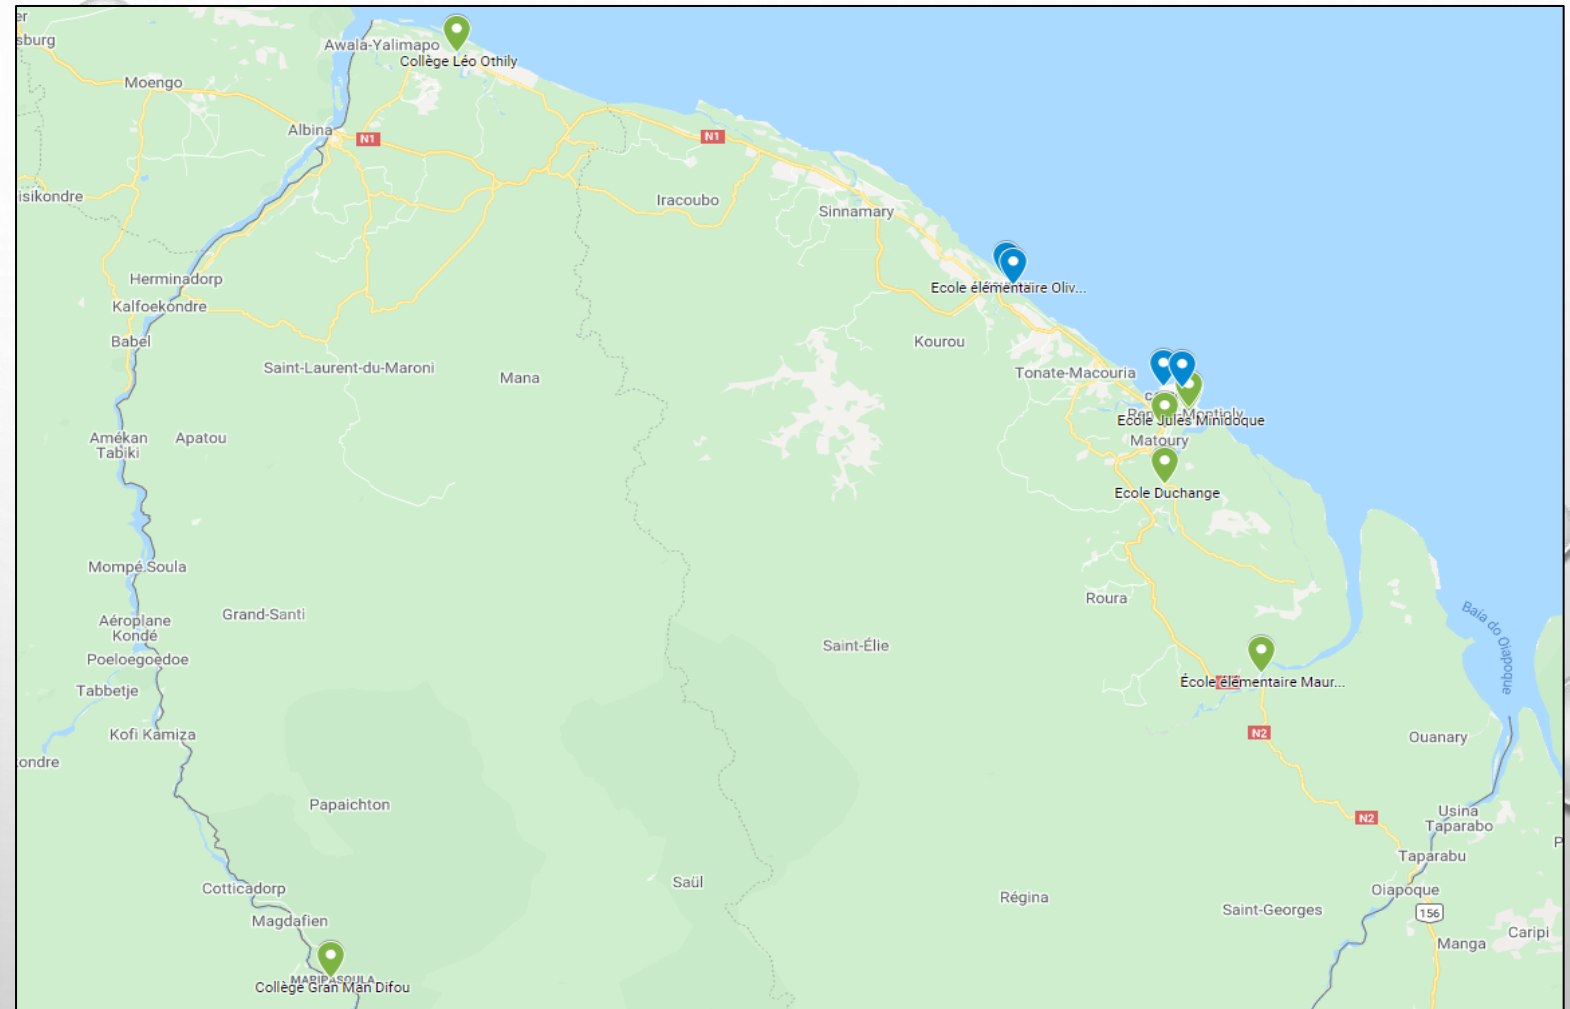 er
sburg
Awala-Yalimapo
Collège Léo Othily
Moengo
Albina
N1
N1
isikondre
Iracoubo
Sinnamary
Herminadorp
Kalfoekondre
Ecole élémentaire Oliv...
Babel
Kourou
Saint-Laurent-du-Maroni
Mana
Tonate-Macouria
Ecole Jules Minidoque
Matoury
Amékan
Tabiki
Apatou
Ecole Duchange
Mompé Soula
Roura
Grand-Santi
Aéroplane
Kondé
Baía do Oiapoque
Saint-Élie
Poeloegoedoe
École élémentaire Maur...
Tabbetje
Kofi Kamiza
N2
Ouanary
ondre
Papaichton
Usina
Taparabo
N2
P
Taparabu
Saül
Cotticadorp
Oiapoque
Régina
Saint-Georges
156
Magdafien
Caripi
Manga
MARIPASOULA
Collège Gran Man Difou